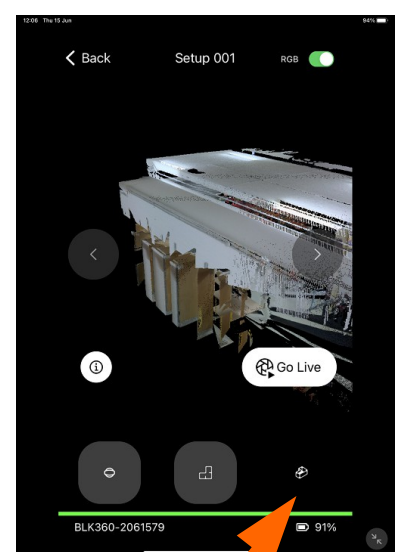 12:06 Thu 15 Jun 94%
Back Setup 001 RGB
Go Live
BLK360-2061579 91%